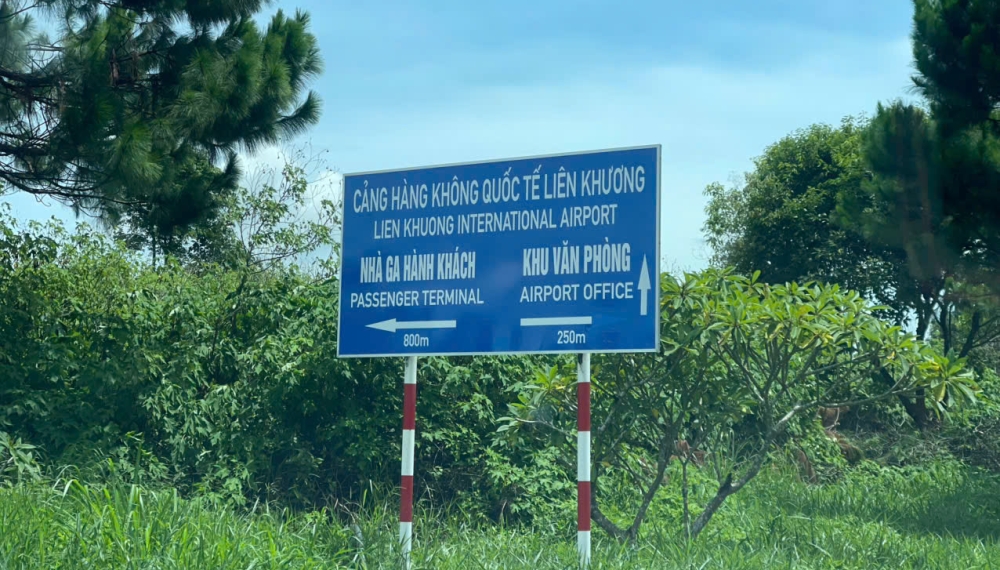 CẢNG HÀNG KHÔNG QUỐC TẾ LIÊN KHƯƠNG
LIEN KHUONG INTERNATIONAL AIRPORT
NHÀ GA HÀNH KHÁCH
PASSENGER TERMINAL
800m
KHU VĂN PHÒNG
AIRPORT OFFICE
250m